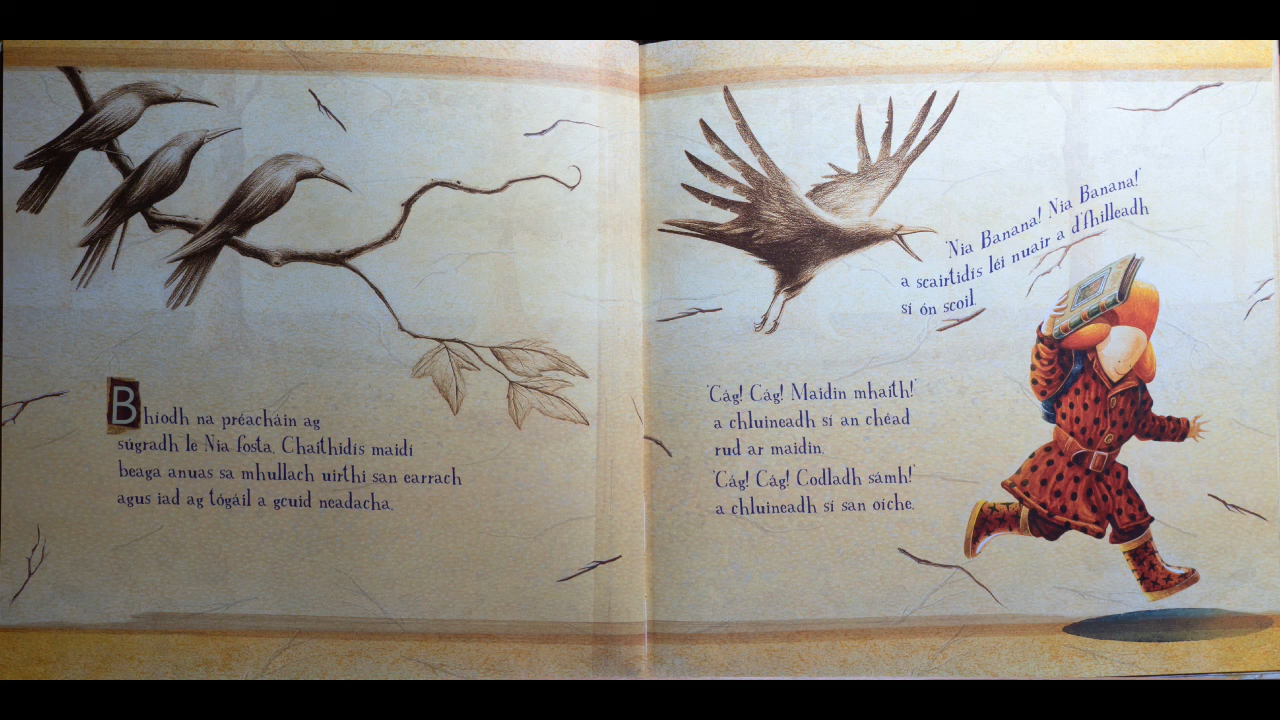 Bhíodh na préacháin ag
súgradh le Nia fosta. Chaithidís maidí
beaga anuas sa mhullach uirthi san earrach
agus iad ag tógáil a gcuid neadacha.
'Nia Banana! Nia Banana!'
a scairtidís léi nuair a d'fhilleadh
sí ón scoil.
'Cág! Cág! Maidin mhaith!'
a chluineadh sí an chéad
rud ar maidin.
'Cág! Cág! Codladh sámh!'
a chluineadh sí san oíche.